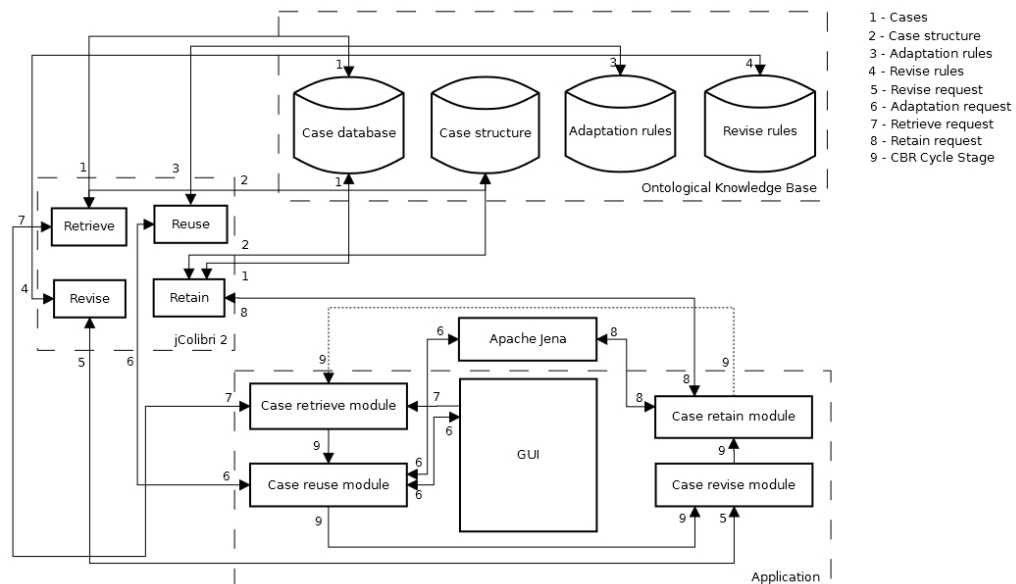 1 - Cases
2 - Case structure
3 - Adaptation rules
4 - Revise rules
5 - Revise request
6 - Adaptation request
7 - Retrieve request
8 - Retain request
9 - CBR Cycle Stage
1
3
4
Case database
Case structure
Adaptation rules
Revise rules
1
3
2
1
Ontological Knowledge Base
7
Retrieve
Reuse
2
1
4
Revise
Retain
8
jColibri 2
5
6
6
Apache Jena
8
9
9
8
7
Case retrieve module
7
6
8
Case retain module
9
9
6
Case reuse module
6
6
GUI
Case revise module
9
9
5
Application